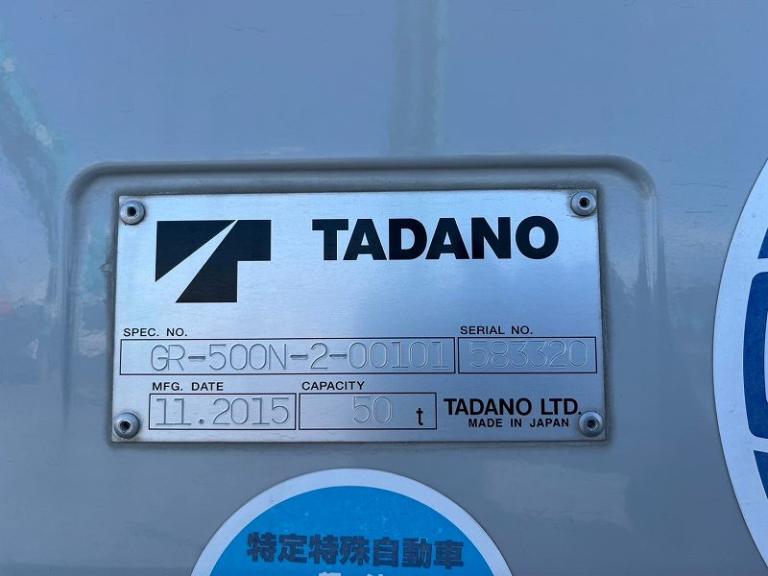 TADANO
SPEC. NO. SERIAL NO.
GR-500N-2-00101 583320
MFG. DATE CAPACITY
11.2015 50 t TADANO LTD.
MADE IN JAPAN
特定特殊自動車